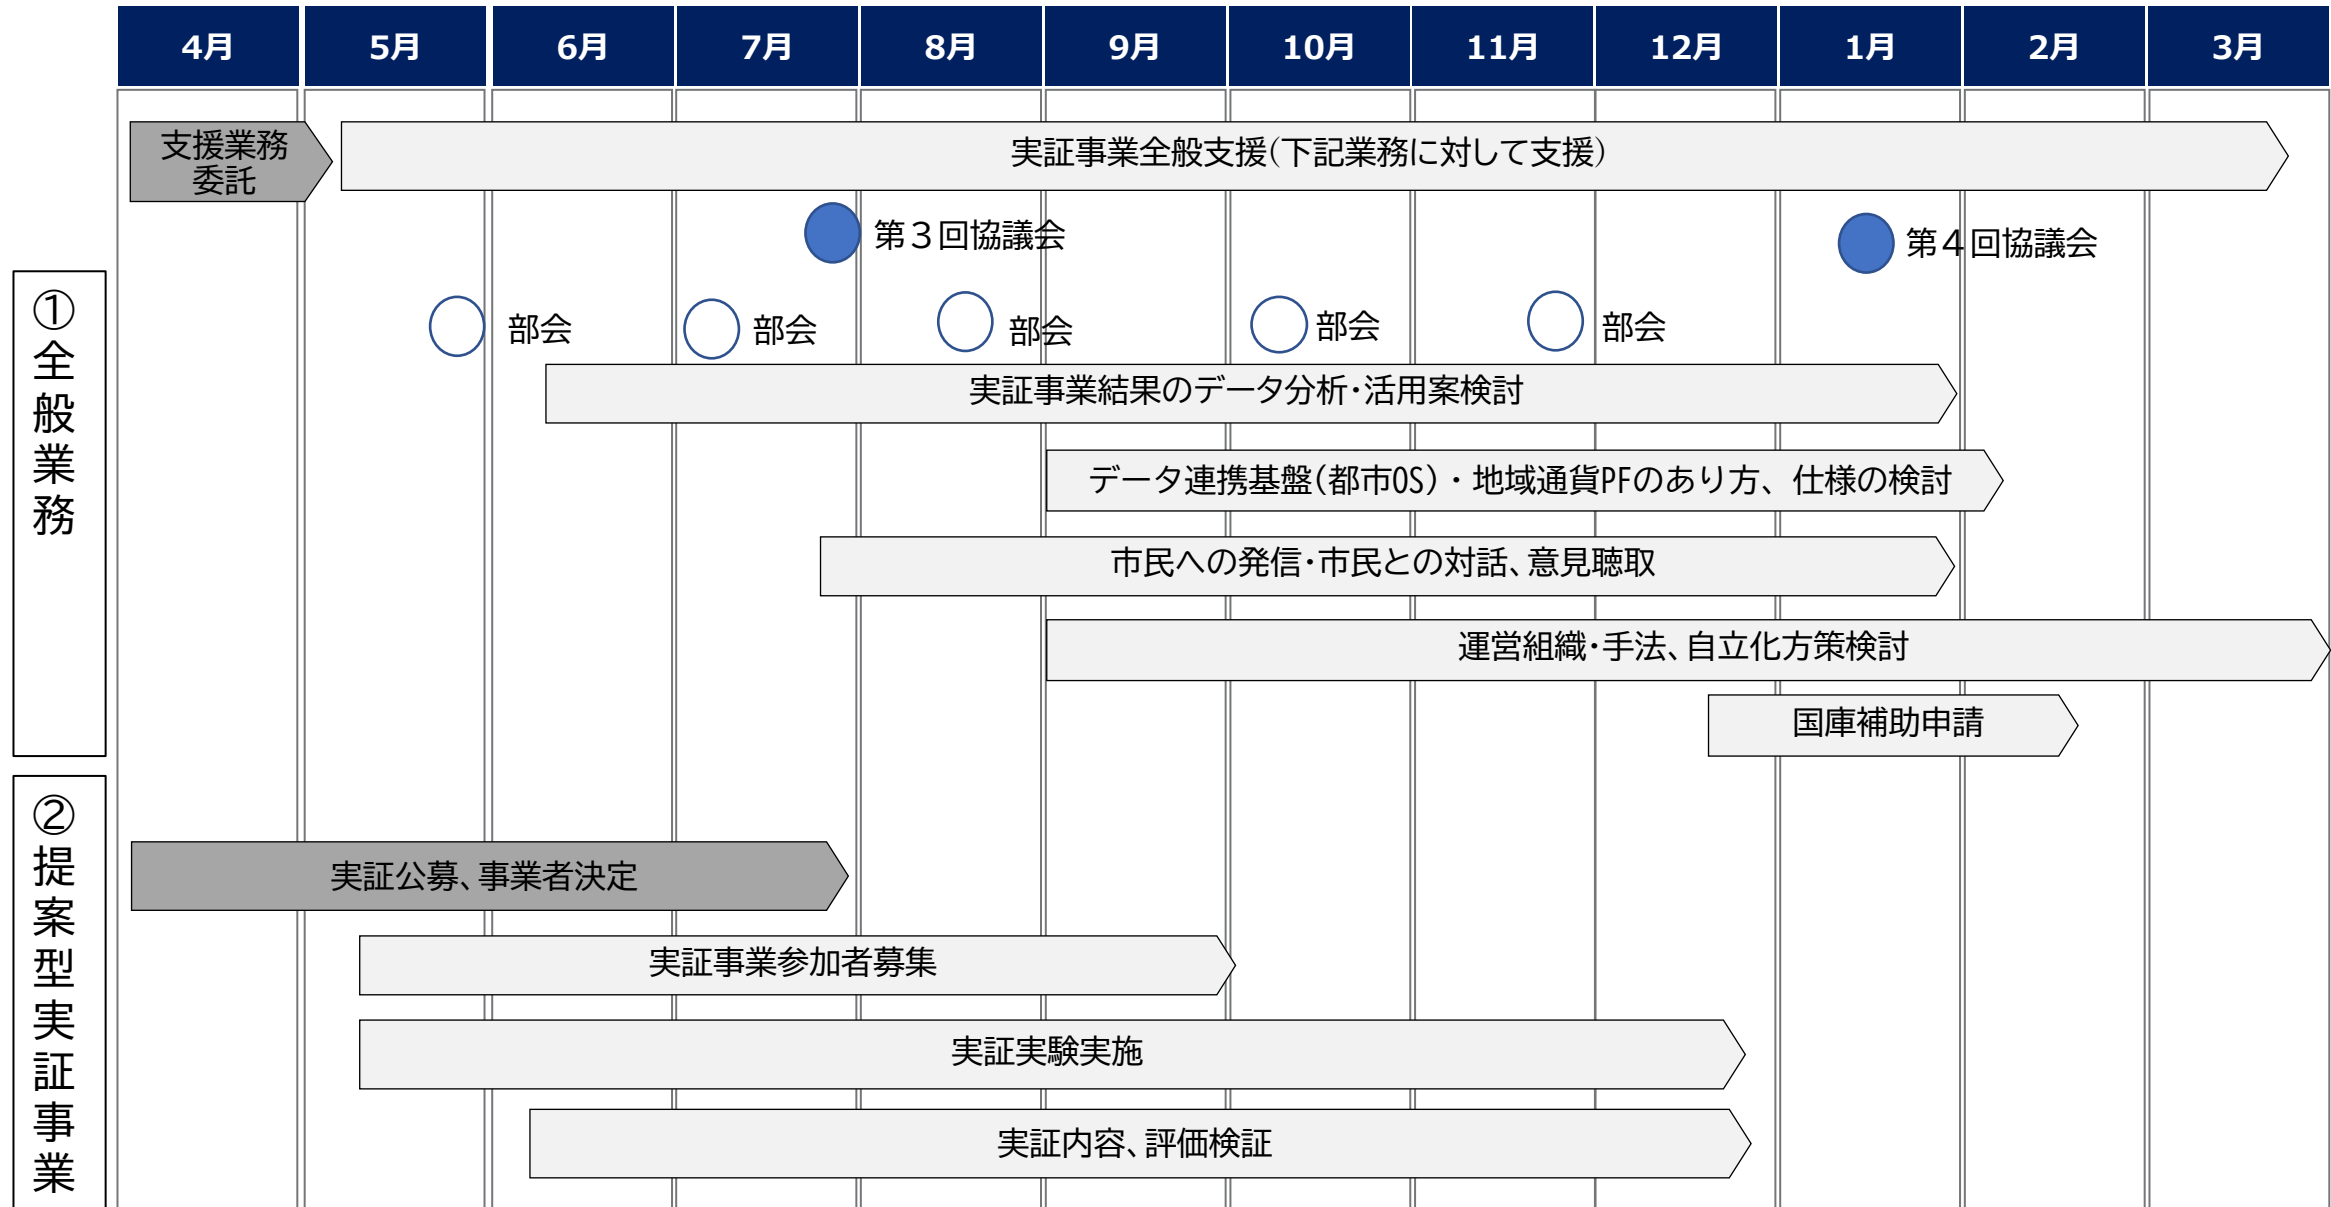 4月
5月
6月
7月
8月
9月
10月
11月
12月
1月
2月
3月
支援業務
委託
実証事業全般支援(下記業務に対して支援)
第３回協議会
第４回協議会
①全般業務
部会
部会
部会
部会
部会
実証事業結果のデータ分析・活用案検討
データ連携基盤(都市OS)・地域通貨PFのあり方、仕様の検討
市民への発信・市民との対話、意見聴取
運営組織・手法、自立化方策検討
国庫補助申請
②提案型実証事業
実証公募、事業者決定
実証事業参加者募集
実証実験実施
実証内容、評価検証